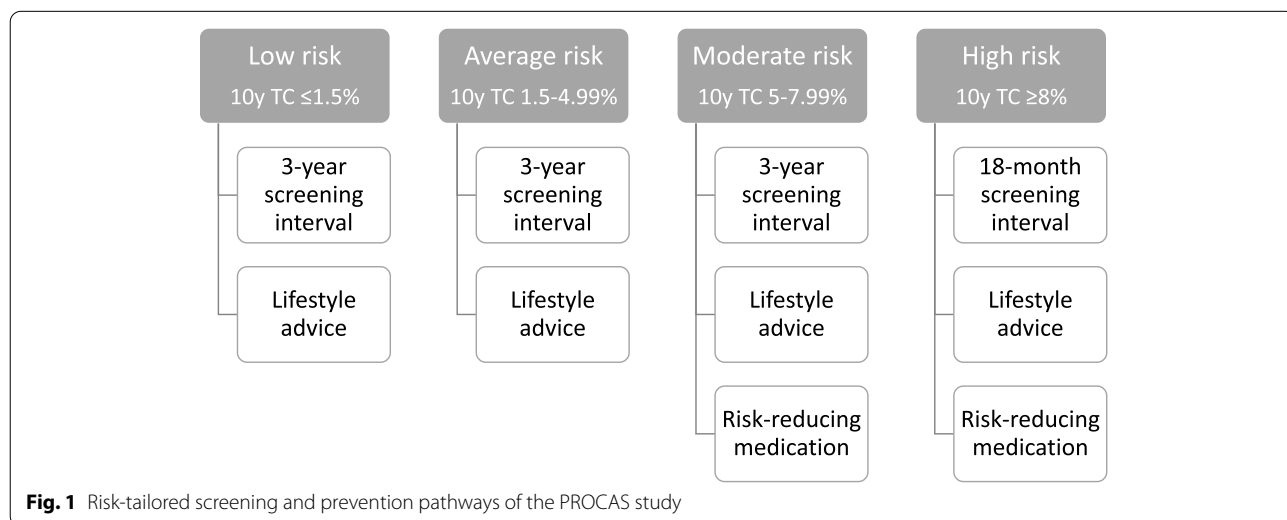 Low risk
10y TC ≤1.5%
3-year
screening
interval
Lifestyle
advice
Average risk
10y TC 1.5-4.99%
3-year
screening
interval
Lifestyle
advice
Moderate risk
10y TC 5-7.99%
3-year
screening
interval
Lifestyle
advice
Risk-reducing
medication
High risk
10y TC ≥8%
18-month
screening
interval
Lifestyle
advice
Risk-reducing
medication
Fig. 1 Risk-tailored screening and prevention pathways of the PROCAS study